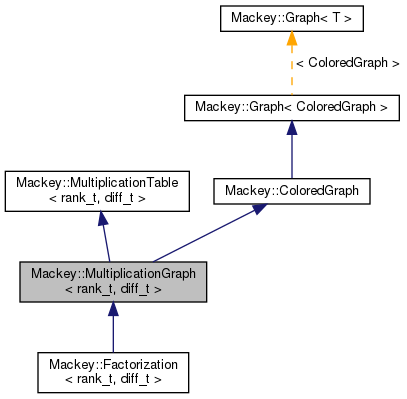 Mackey::Graph< T >
< ColoredGraph >
Mackey::Graph< ColoredGraph >
Mackey::MultiplicationTable
< rank_t, diff_t >
Mackey::ColoredGraph
Mackey::MultiplicationGraph
< rank_t, diff_t >
Mackey::Factorization
< rank_t, diff_t >